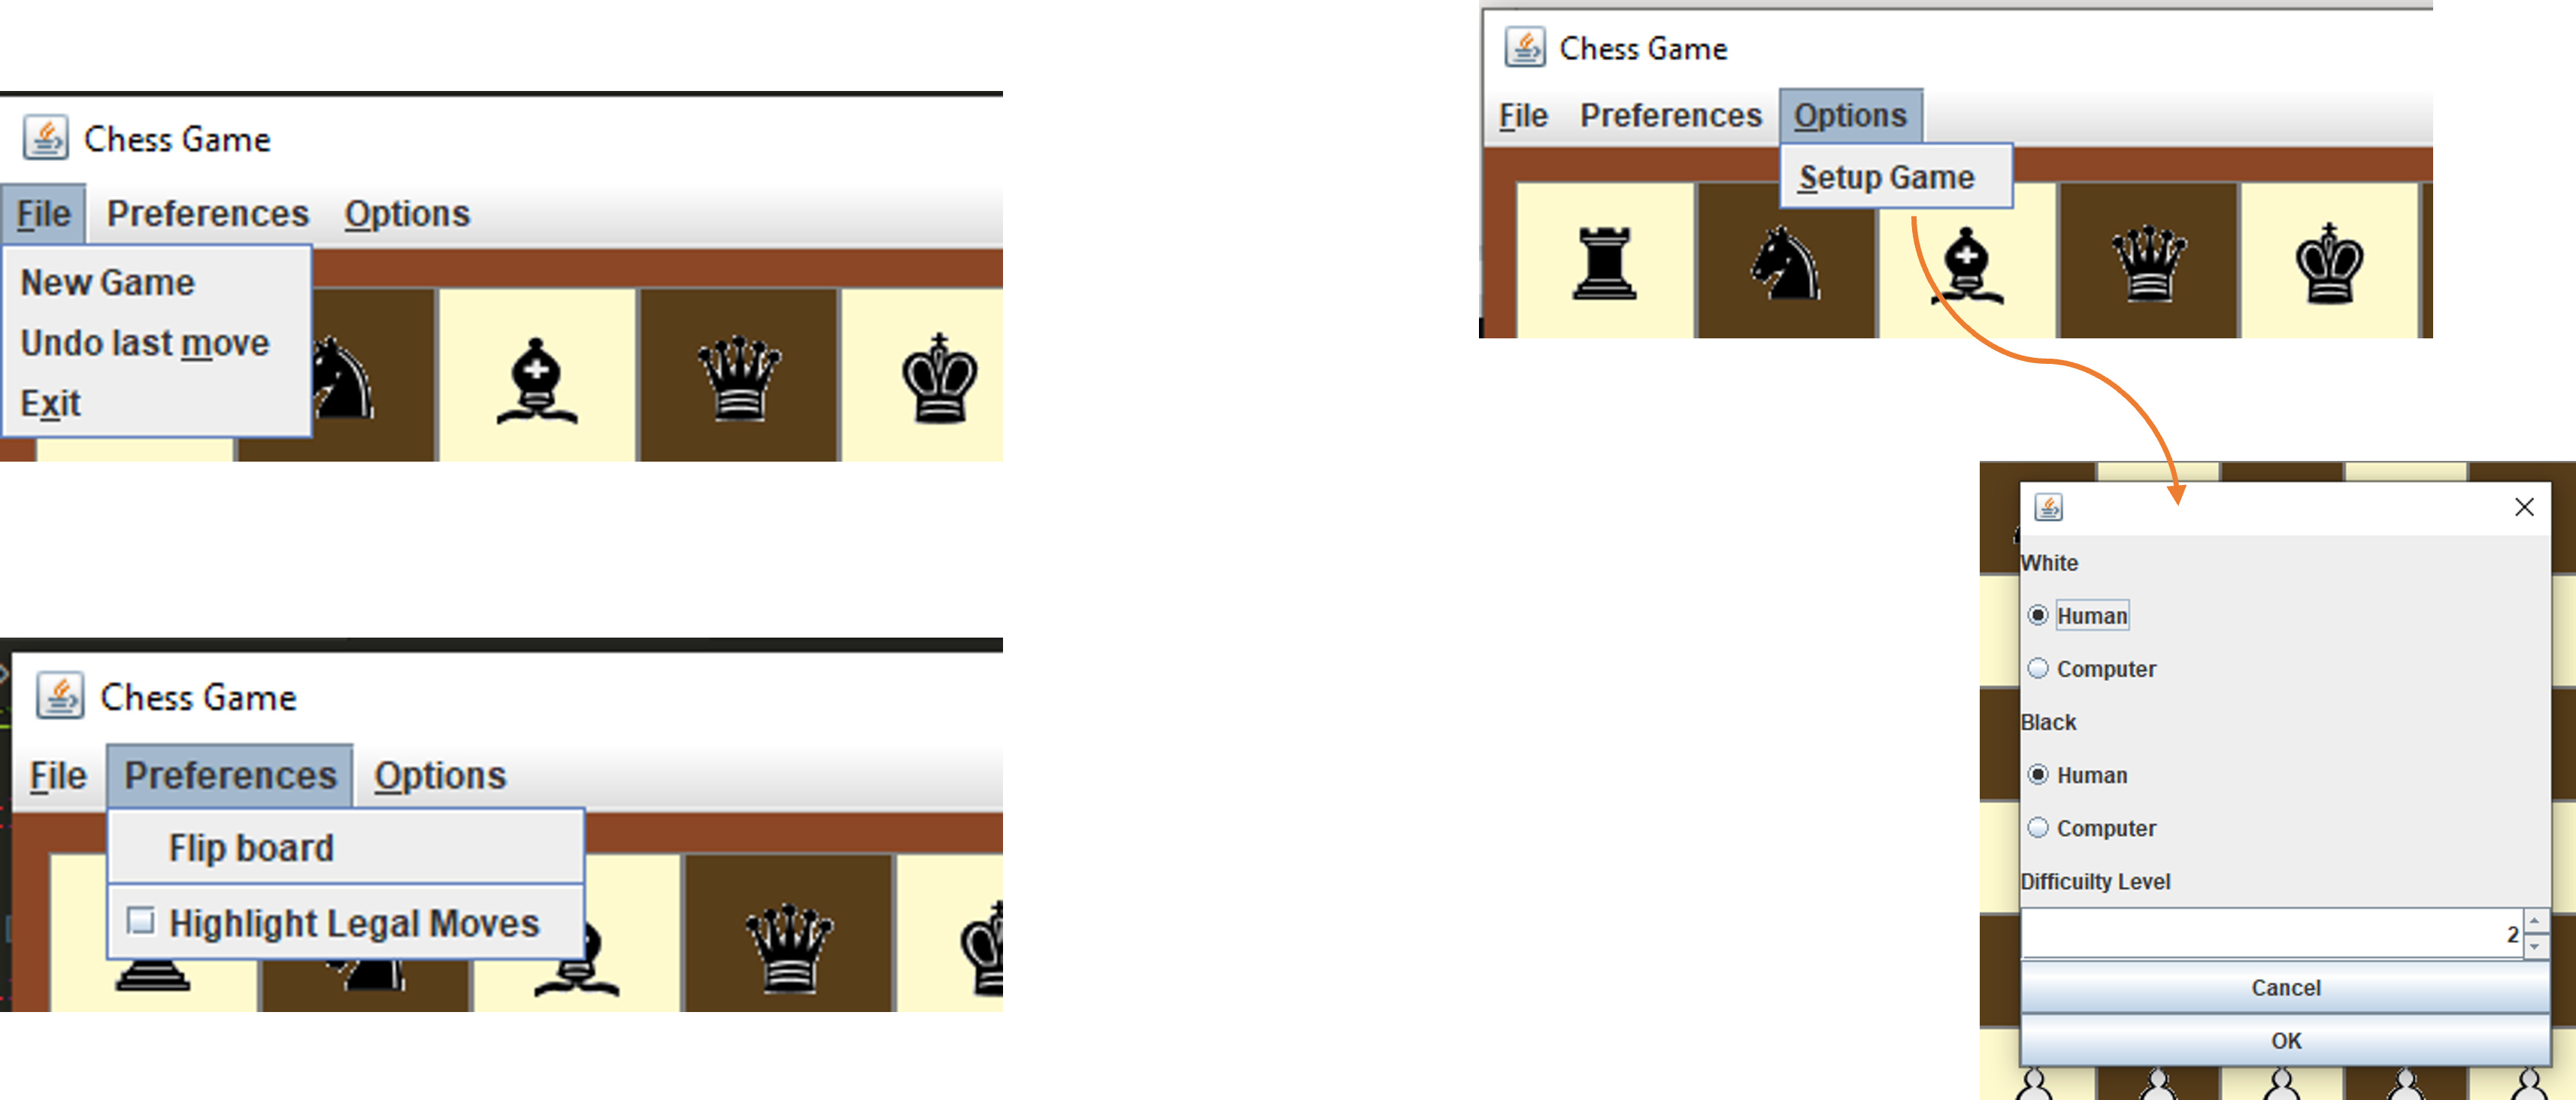 Chess Game
File Preferences Options
New Game
Undo last move
Exit
Chess Game
File Preferences Options
Flip board
Highlight Legal Moves
Chess Game
File Preferences Options
Setup Game
White
Human
Computer
Black
Human
Computer
Difficuilty Level
2
Cancel
OK